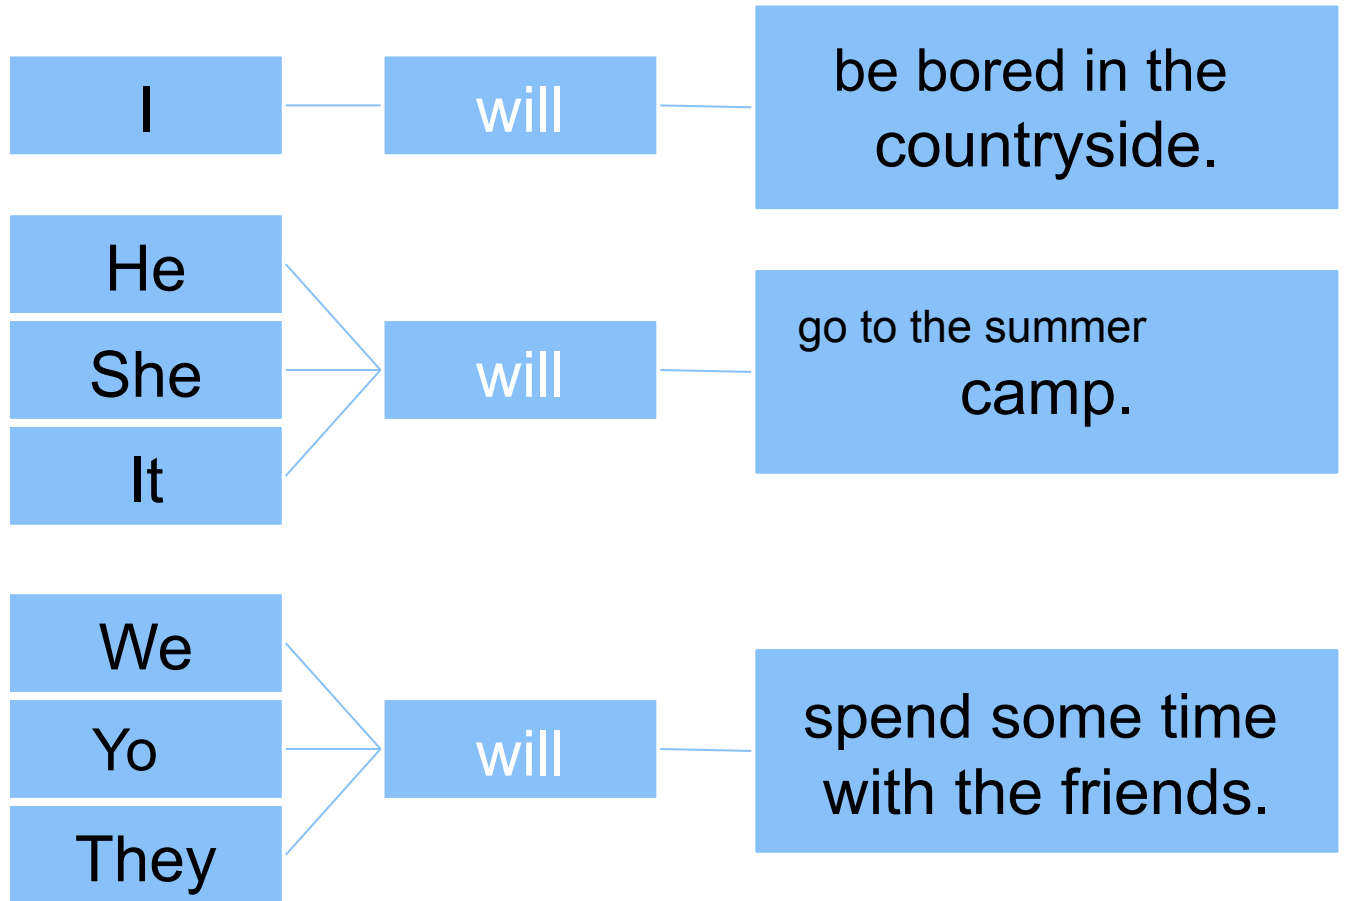 I
will
be bored in the
countryside.
He
She
It
will
go to the summer
camp.
We
Yo
They
will
spend some time
with the friends.